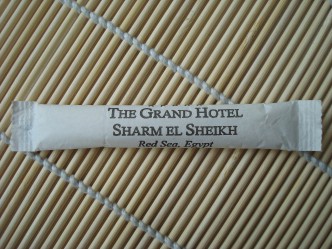 THE GRAND HOTEL
SHARM EL SHEIKH
Red Sea, Egypt